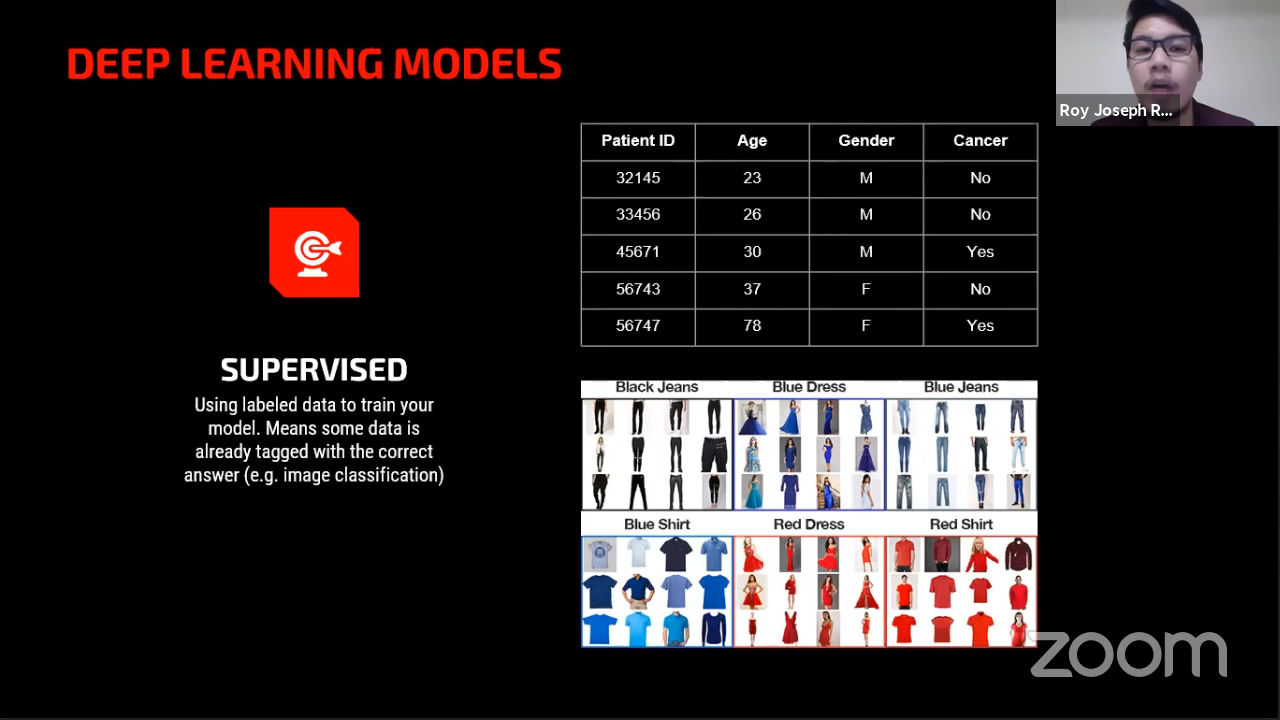 DEEP LEARNING MODELS
Roy Joseph R...
Patient ID Age Gender Cancer
32145 23 M No
33456 26 M No
45671 30 M Yes
56743 37 F No
56747 78 F Yes
SUPERVISED
Using labeled data to train your
model. Means some data is
already tagged with the correct
answer (e.g. image classification)
Black Jeans Blue Dress Blue Jeans
Blue Shirt Red Dress Red Shirt
zoom